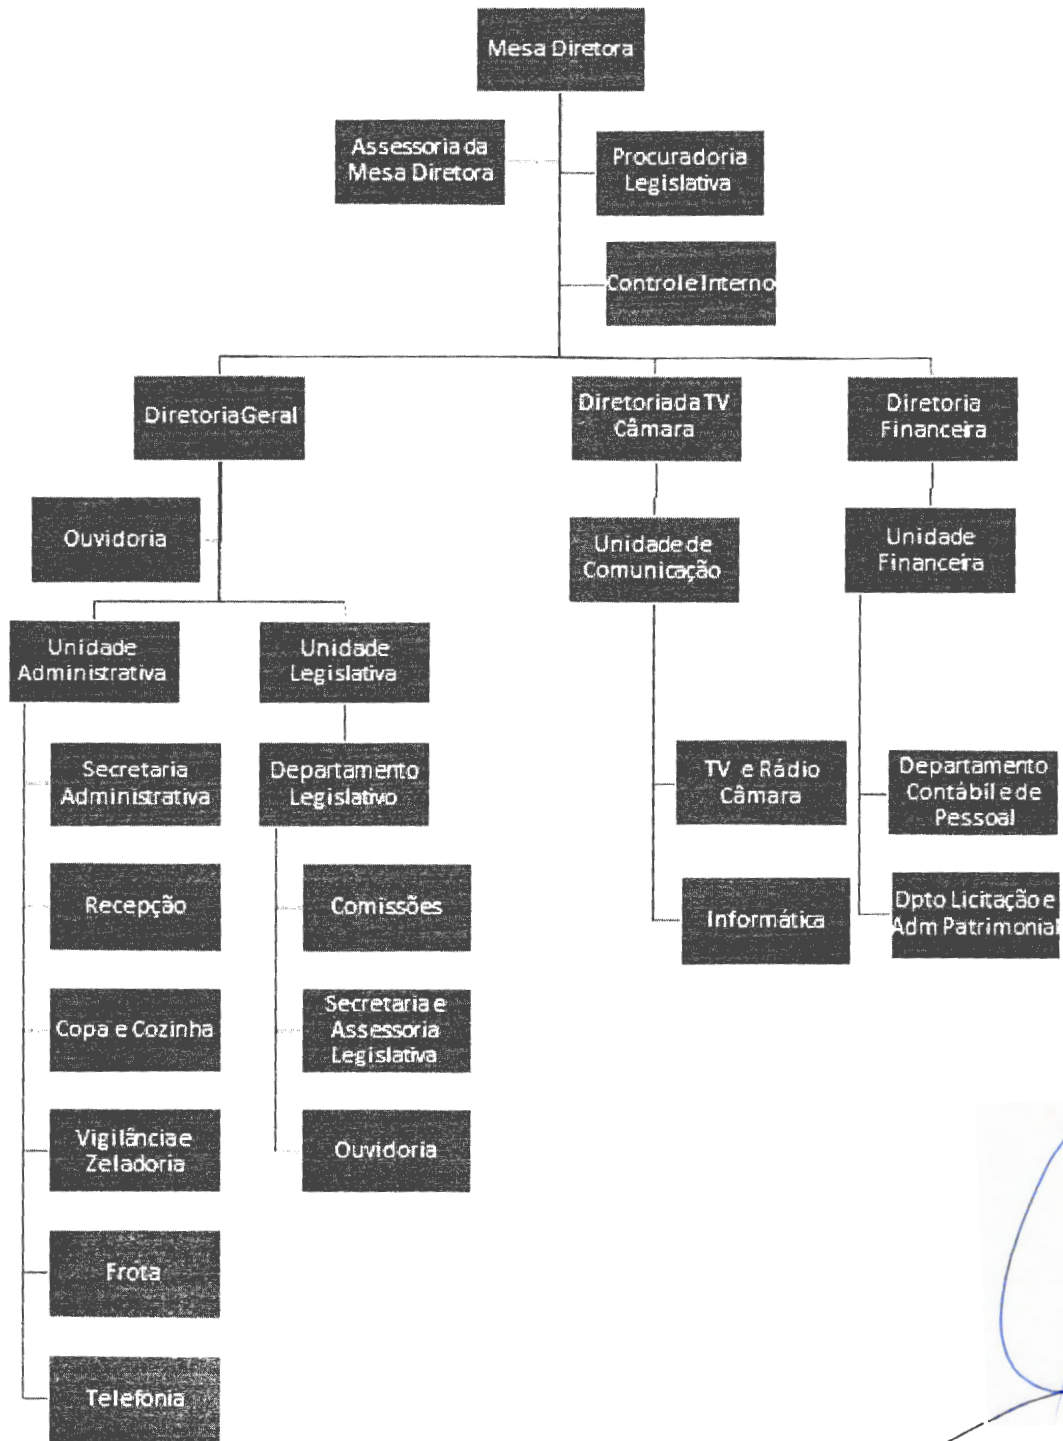 Mesa Diretora
Assessoria da
Mesa Diretora
Procuradoria
Legislativa
Controle Interno
Diretoria Geral
Diretoria da TV
Câmara
Diretoria
Financeira
Ouvidoria
Unidade de
Comunicação
Unidade
Financeira
Unidade
Administrativa
Unidade
Legislativa
Secretaria
Administrativa
Departamento
Legislativo
TV e Rádio
Câmara
Departamento
Contábil e de
Pessoal
Recepção
Comissões
Informática
Dpto Licitação e
Adm Patrimonial
Copa e Cozinha
Secretaria e
Assessoria
Legislativa
Vigilância e
Zeladoria
Ouvidoria
Frota
Telefonia